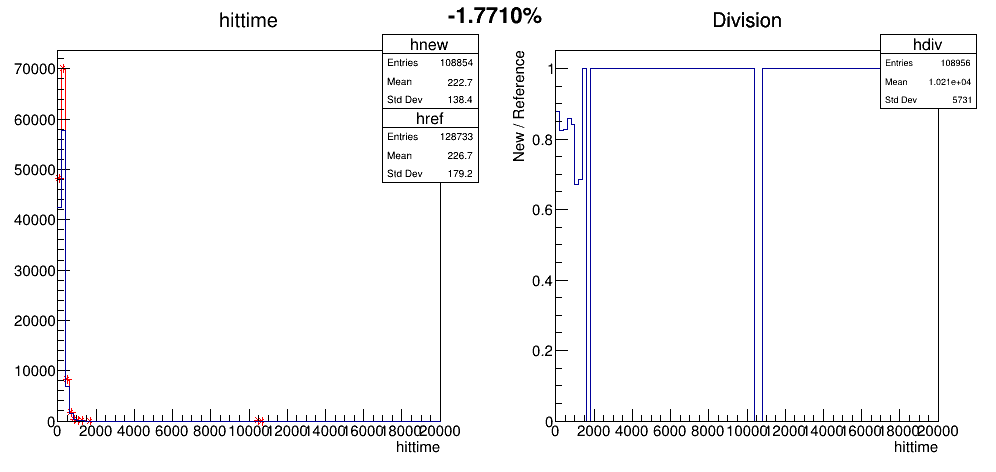 -1.7710%
hittime
hnew
Entries 108854
Mean 222.7
Std Dev 138.4
href
Entries 128733
Mean 226.7
Std Dev 179.2
70000
60000
50000
40000
30000
20000
10000
0
0 2000 4000 6000 8000 10000 12000 14000 16000 18000 20000
hittime
Division
hdiv
Entries 108956
Mean 1.021e+04
Std Dev 5731
New / Reference
1
0.8
0.6
0.4
0.2
0
0 2000 4000 6000 8000 10000 12000 14000 16000 18000 20000
hittime